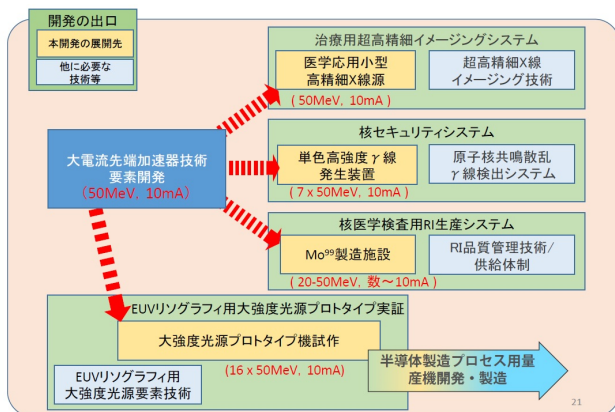 開発の出口
本開発の展開先
他に必要な
技術等
治療用超高精細イメージングシステム
医学応用小型
高精細X線源
超高精細X線
イメージング技術
(50MeV, 10mA)
核セキュリティシステム
大電流先端加速器技術
要素開発
(50MeV, 10mA)
単色高強度γ線
発生装置
原子核共鳴散乱
γ線検出システム
(7 x 50MeV, 10mA)
核医学検査用RI生産システム
Mo⁹⁹製造施設
RI品質管理技術/
供給体制
(20-50MeV, 数~10mA )
EUVリソグラフィ用大強度光源プロトタイプ実証
大強度光源プロトタイプ機試作
(16 x 50MeV, 10mA)
EUVリソグラフィ用
大強度光源要素技術
半導体製造プロセス用量
産機開発・製造
21